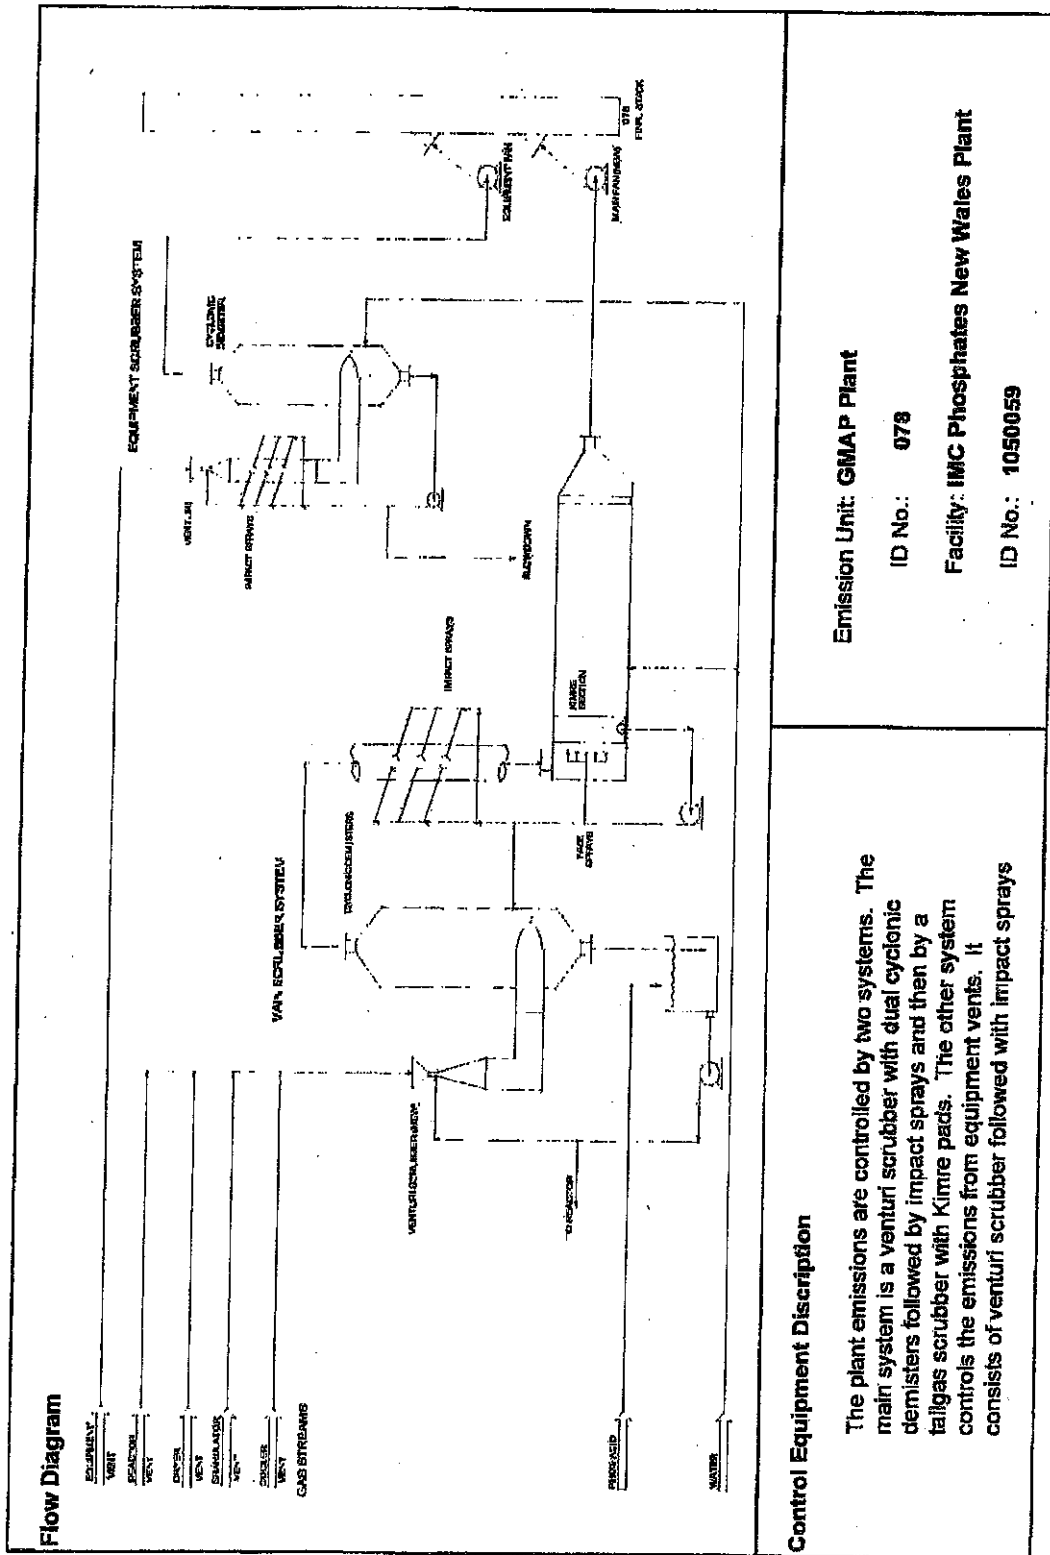 Flow Diagram
EQUIPMENT
VENT
REACTOR
VENT
DRYER
VENT
GRANULATOR
VENT
COOLER
VENT
GAS STREAMS
PHOS ACID
WATER
MAIN SCRUBBER SYSTEM
CYCLONIC DEMISTERS
TO REACTOR
IMPACT SPRAYS
FACE
SPRAYS
KIMRE
SECTION
EQUIPMENT SCRUBBER SYSTEM
VENTURI
IMPACT SPRAYS
CYCLONIC
DEMISTER
BLOWDOWN
EQUIPMENT FAN
078
FINAL STACK
Control Equipment Discription
The plant emissions are controlled by two systems. The
main system is a venturi scrubber with dual cyclonic
demisters followed by impact sprays and then by a
tailgas scrubber with Kimre pads. The other system
controls the emissions from equipment vents. It
consists of venturi scrubber followed with impact sprays
Emission Unit: GMAP Plant
ID No.: 078
Facility: IMC Phosphates New Wales Plant
ID No.: 1050059